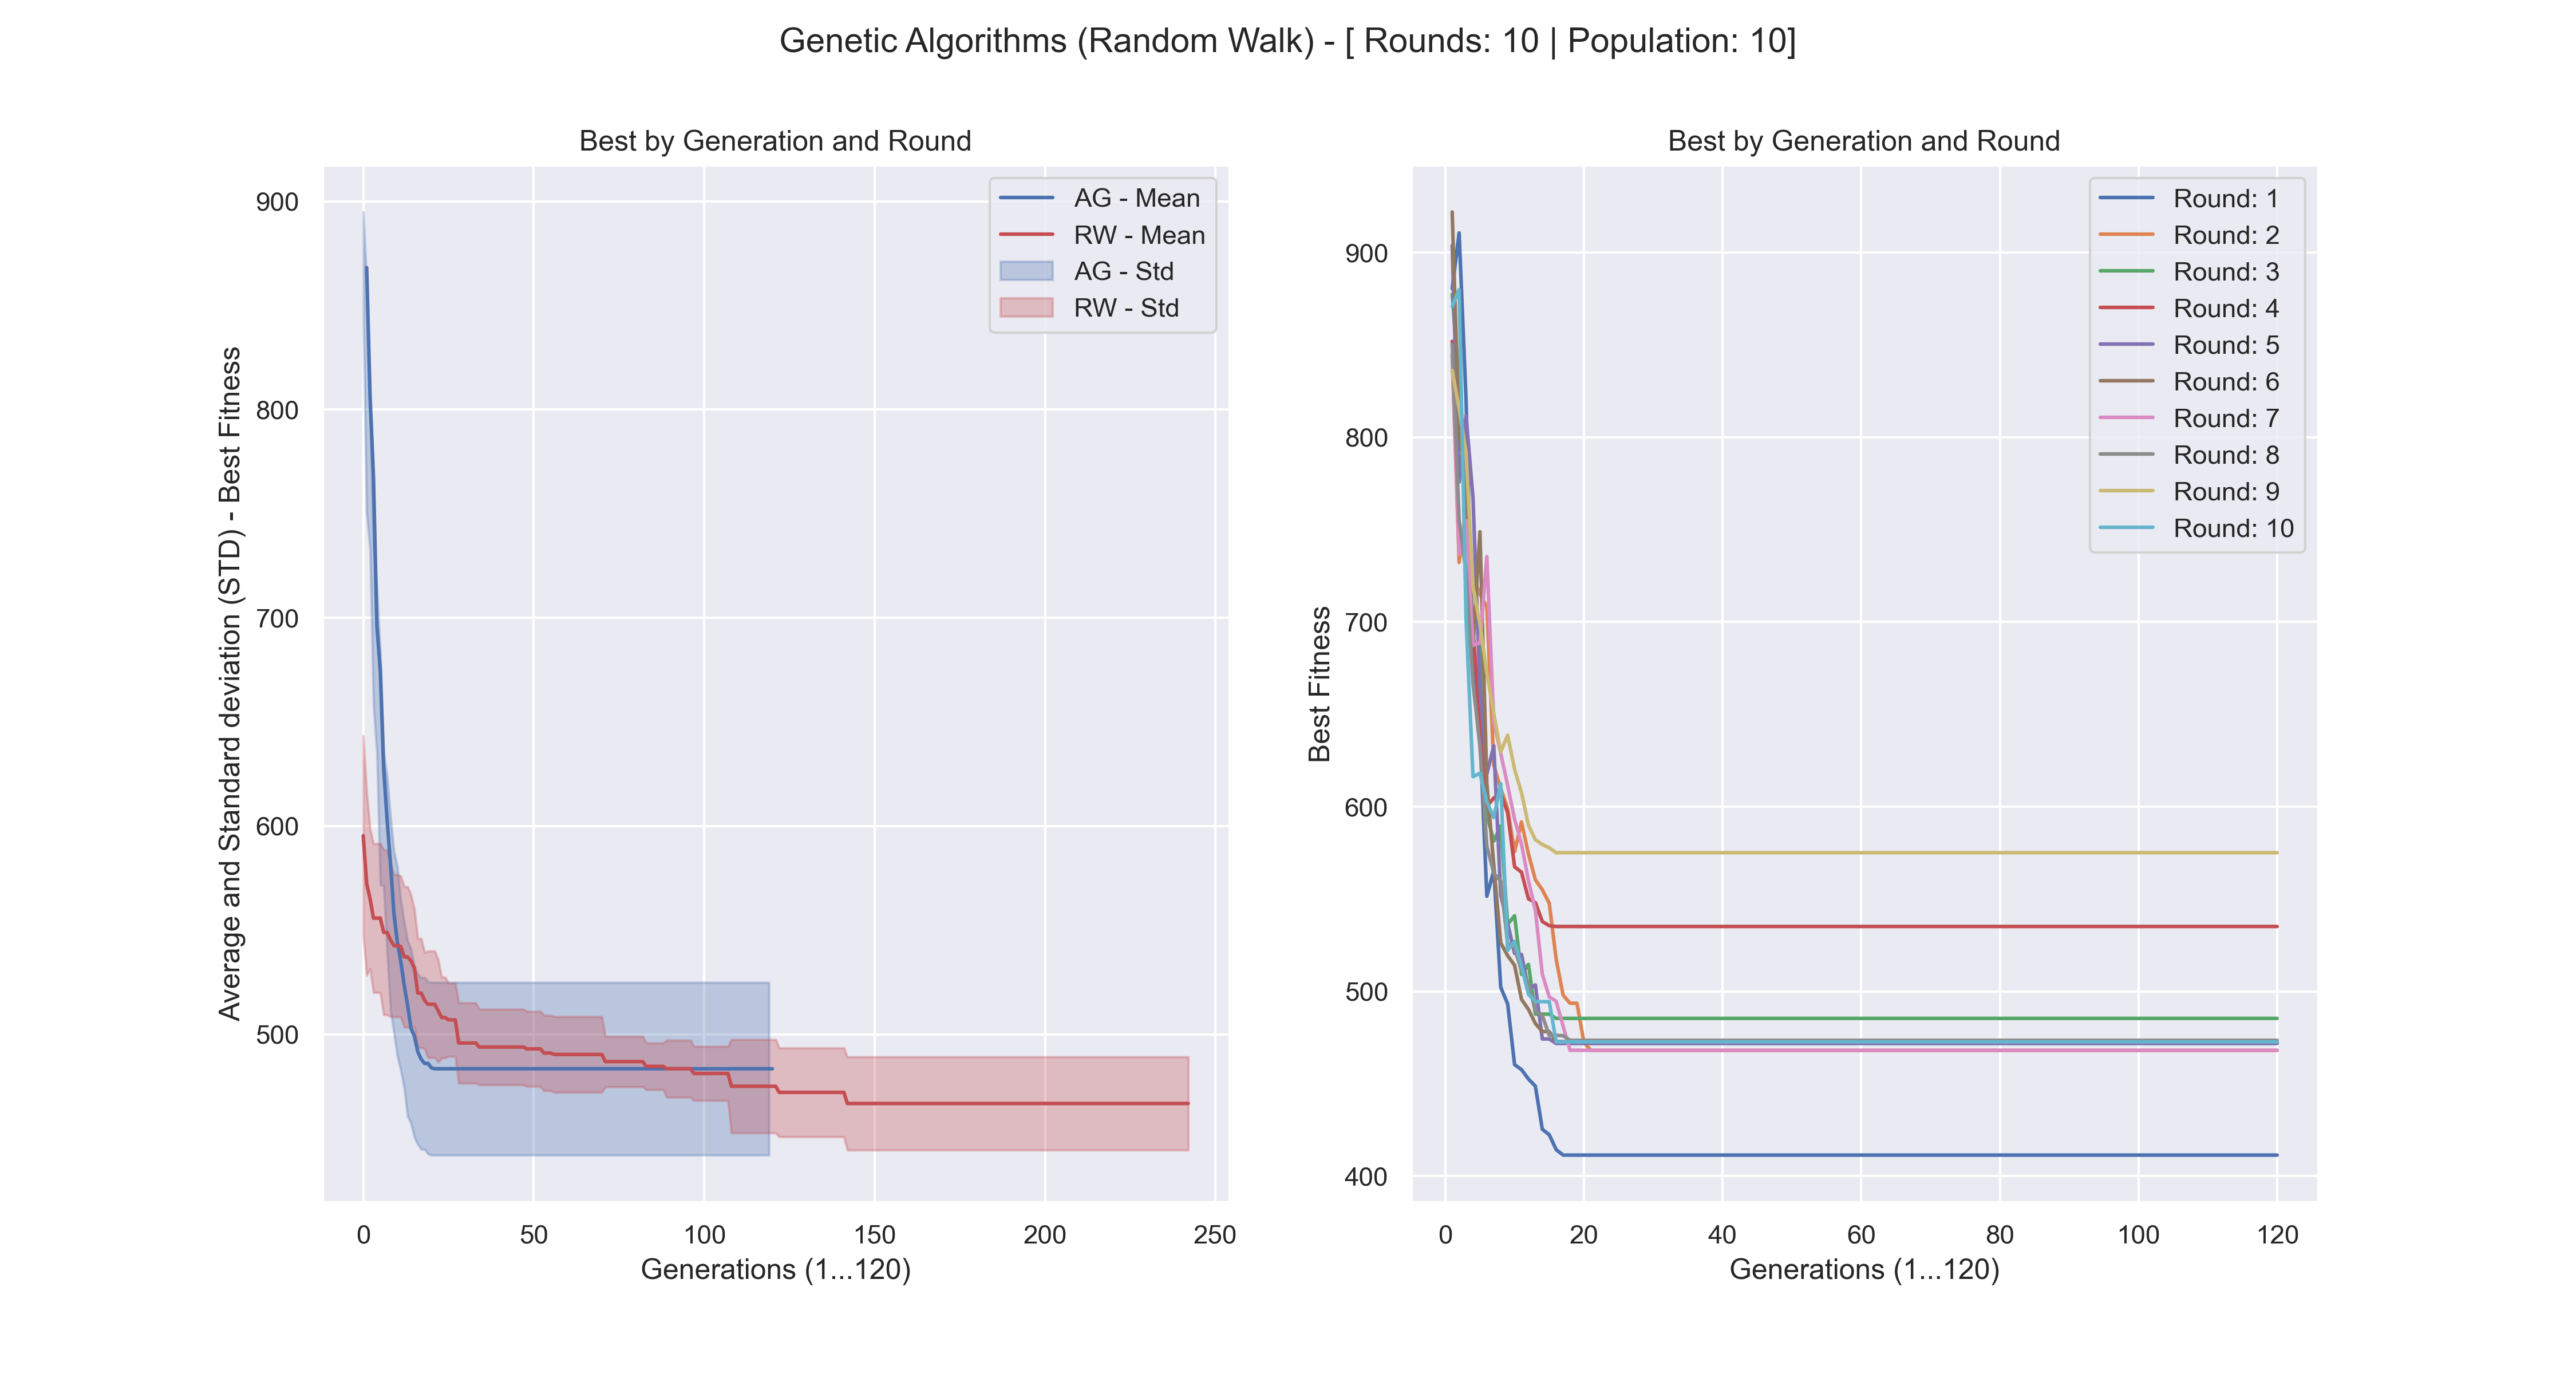 Genetic Algorithms (Random Walk) - [ Rounds: 10 | Population: 10]
Best by Generation and Round
900
800
700
600
500
Average and Standard deviation (STD) - Best Fitness
AG - Mean
RW - Mean
AG - Std
RW - Std
0 50 100 150 200 250
Generations (1...120)
Best by Generation and Round
900
800
700
600
500
400
Best Fitness
Round: 1
Round: 2
Round: 3
Round: 4
Round: 5
Round: 6
Round: 7
Round: 8
Round: 9
Round: 10
0 20 40 60 80 100 120
Generations (1...120)